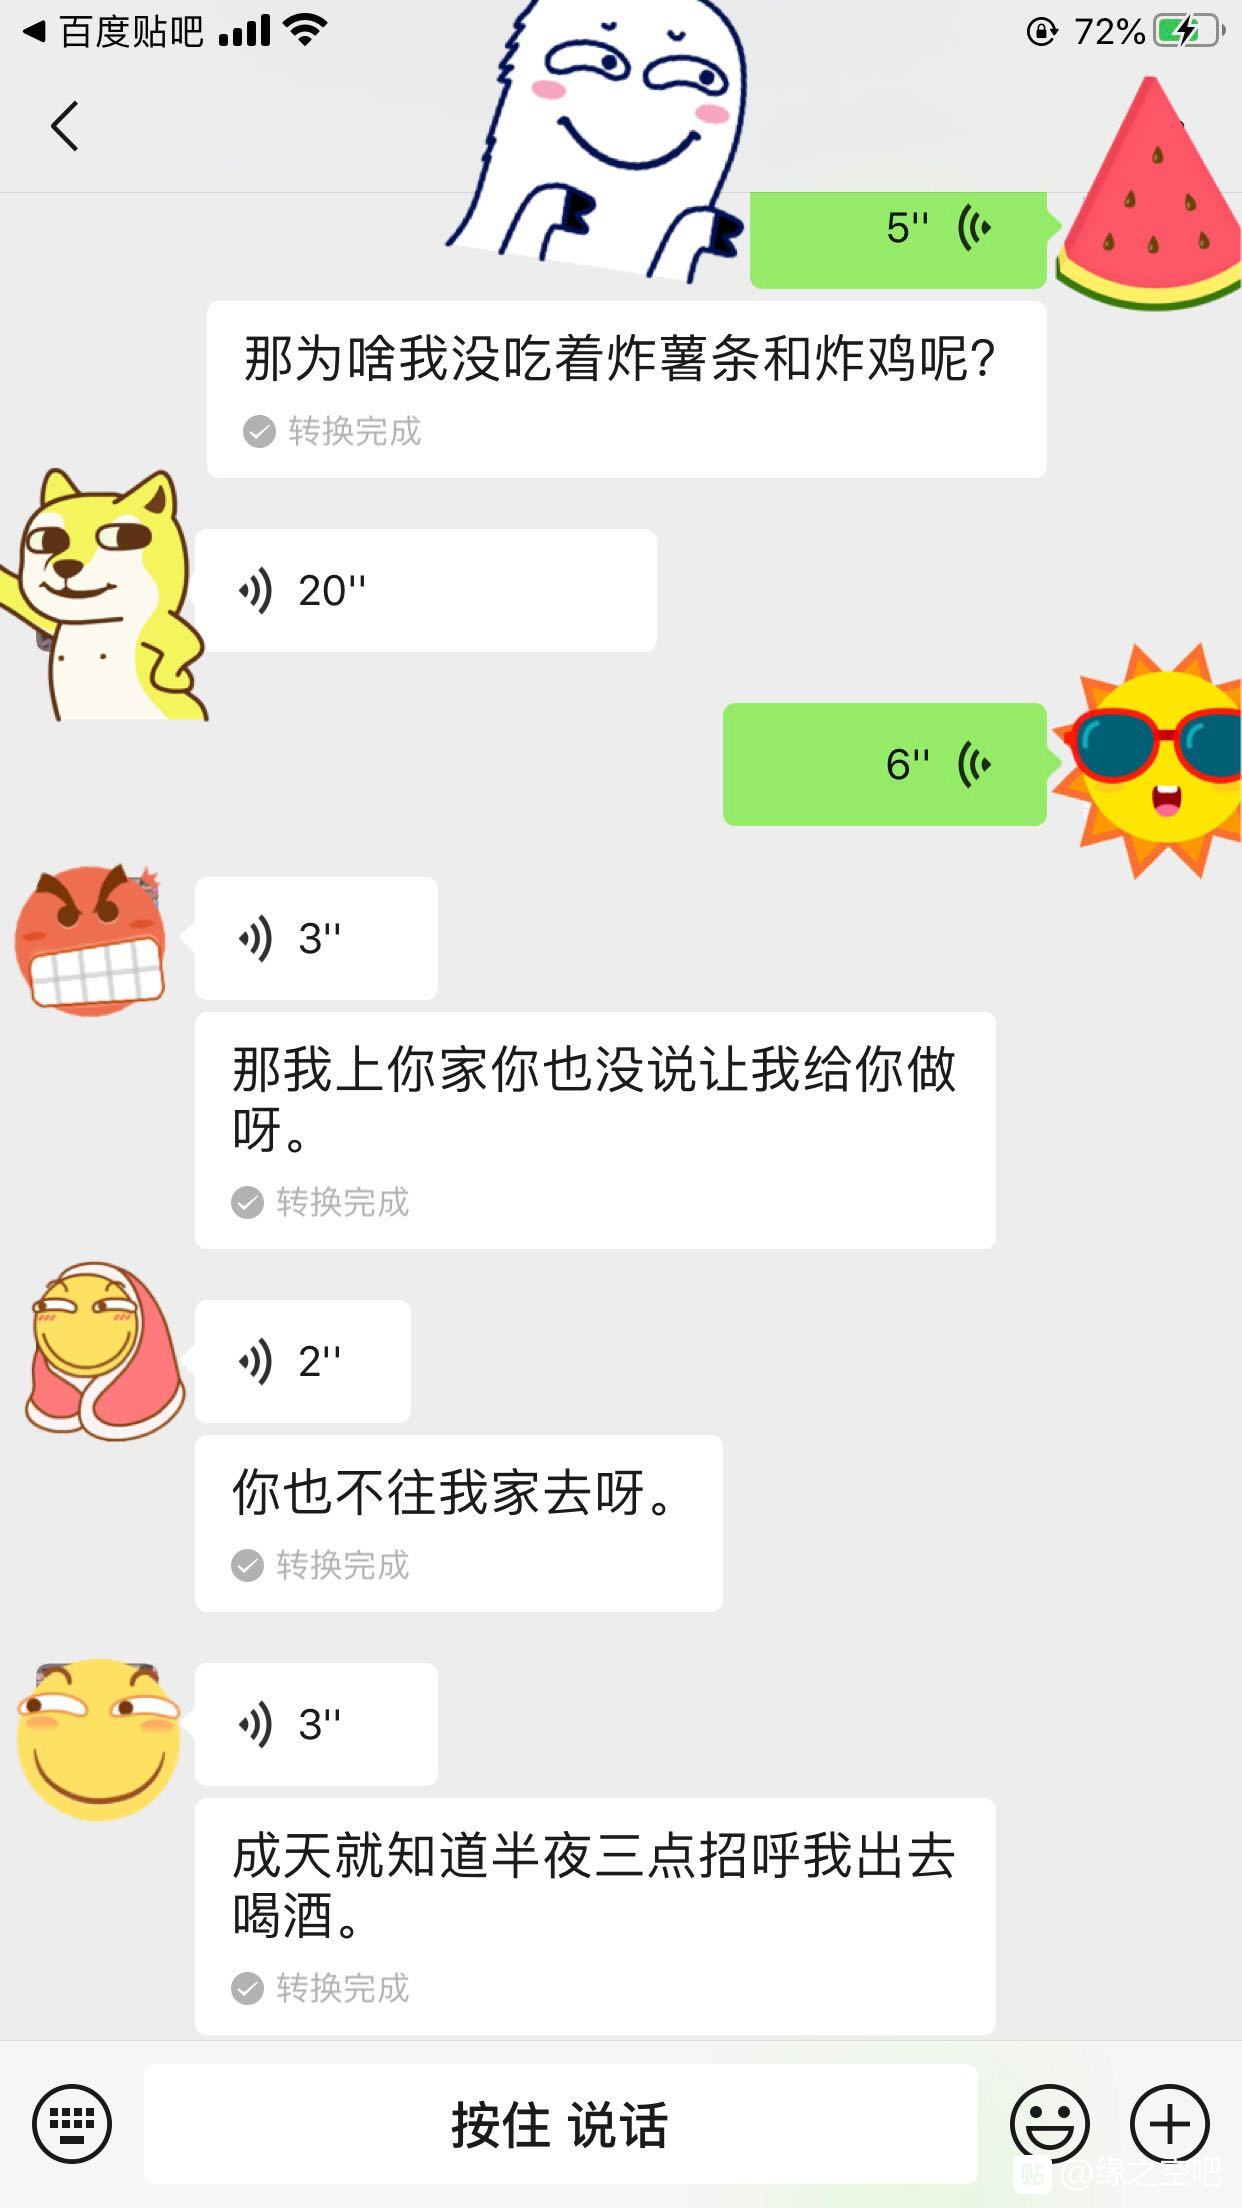 百度贴吧
72%
5''
那为啥我没吃着炸薯条和炸鸡呢?
转换完成
20''
6''
3''
那我上你家你也没说让我给你做
呀。
转换完成
2''
你也不往我家去呀。
转换完成
3''
成天就知道半夜三点招呼我出去
喝酒。
转换完成
按住 说话
贴 @缘之空吧